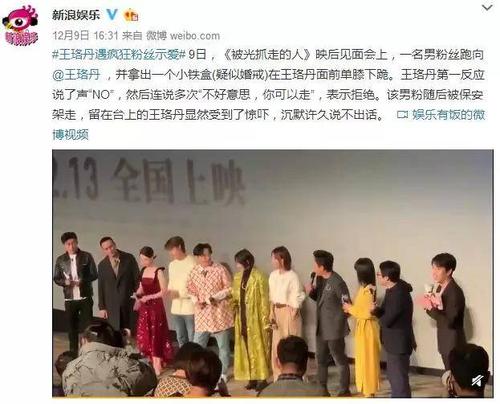 新浪娱乐
12月9日 16:31 来自 微博 weibo.com
#王珞丹遇疯狂粉丝示爱# 9日，《被光抓走的人》映后见面会上，一名男粉丝跑向
@王珞丹 ，并拿出一个小铁盒(疑似婚戒)在王珞丹面前单膝下跪。王珞丹第一反应
说了声“NO”，然后连说多次“不好意思，你可以走”，表示拒绝。该男粉随后被保安
架走，留在台上的王珞丹显然受到了惊吓，沉默许久说不出话。 娱乐有饭的微
博视频
2.13 全国上映